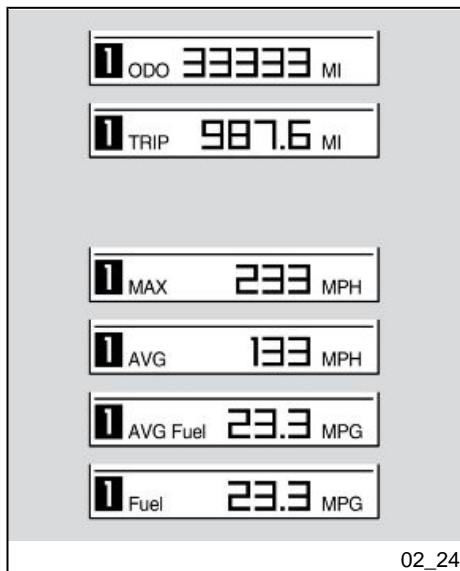 1 ODO 33333 MI
1 TRIP 987.6 MI
1 MAX 233 MPH
1 AVG 133 MPH
1 AVG Fuel 23.3 MPG
1 Fuel 23.3 MPG
02_24